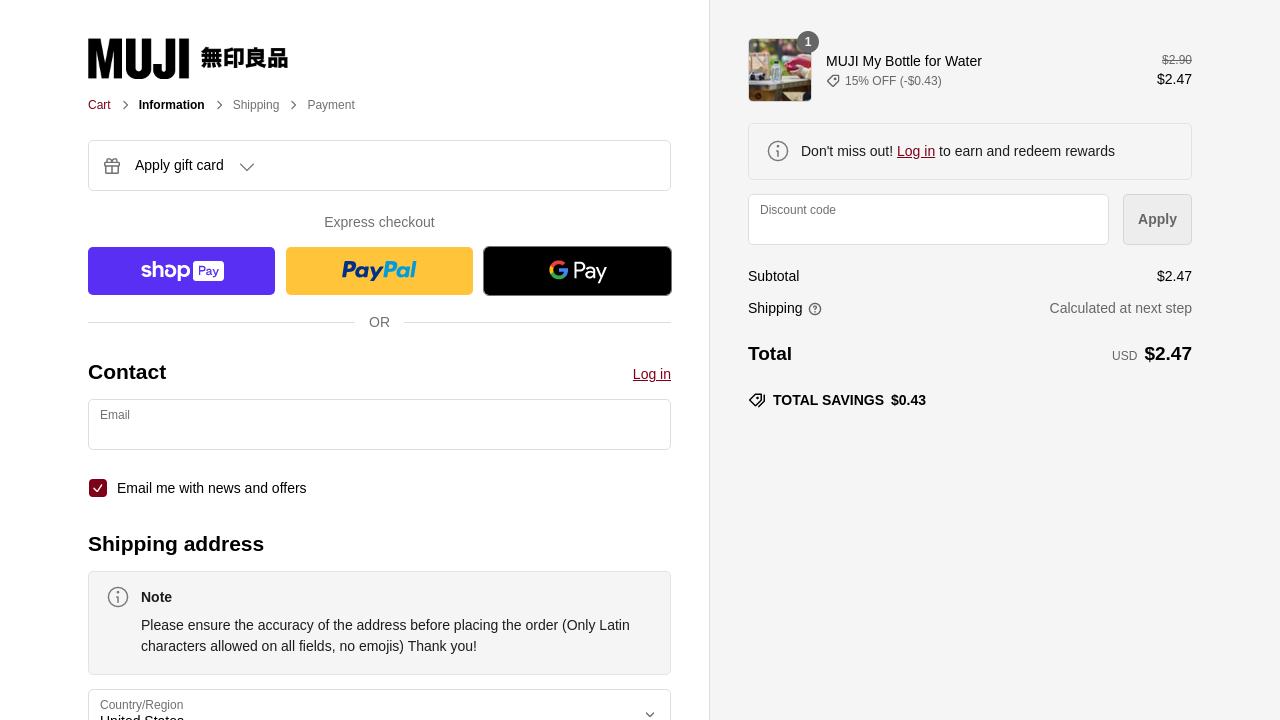 MUJI 無印良品
Cart
Information
Shipping
Payment
Apply gift card
Express checkout
shop Pay
PayPal
G Pay
OR
Contact
Log in
Email
Email me with news and offers
Shipping address
Note
Please ensure the accuracy of the address before placing the order (Only Latin
characters allowed on all fields, no emojis) Thank you!
Country/Region
United States
1
MUJI My Bottle for Water
15% OFF (-$0.43)
$2.90
$2.47
Don't miss out! Log in to earn and redeem rewards
Discount code
Apply
Subtotal
$2.47
Shipping
Calculated at next step
Total
USD $2.47
TOTAL SAVINGS $0.43